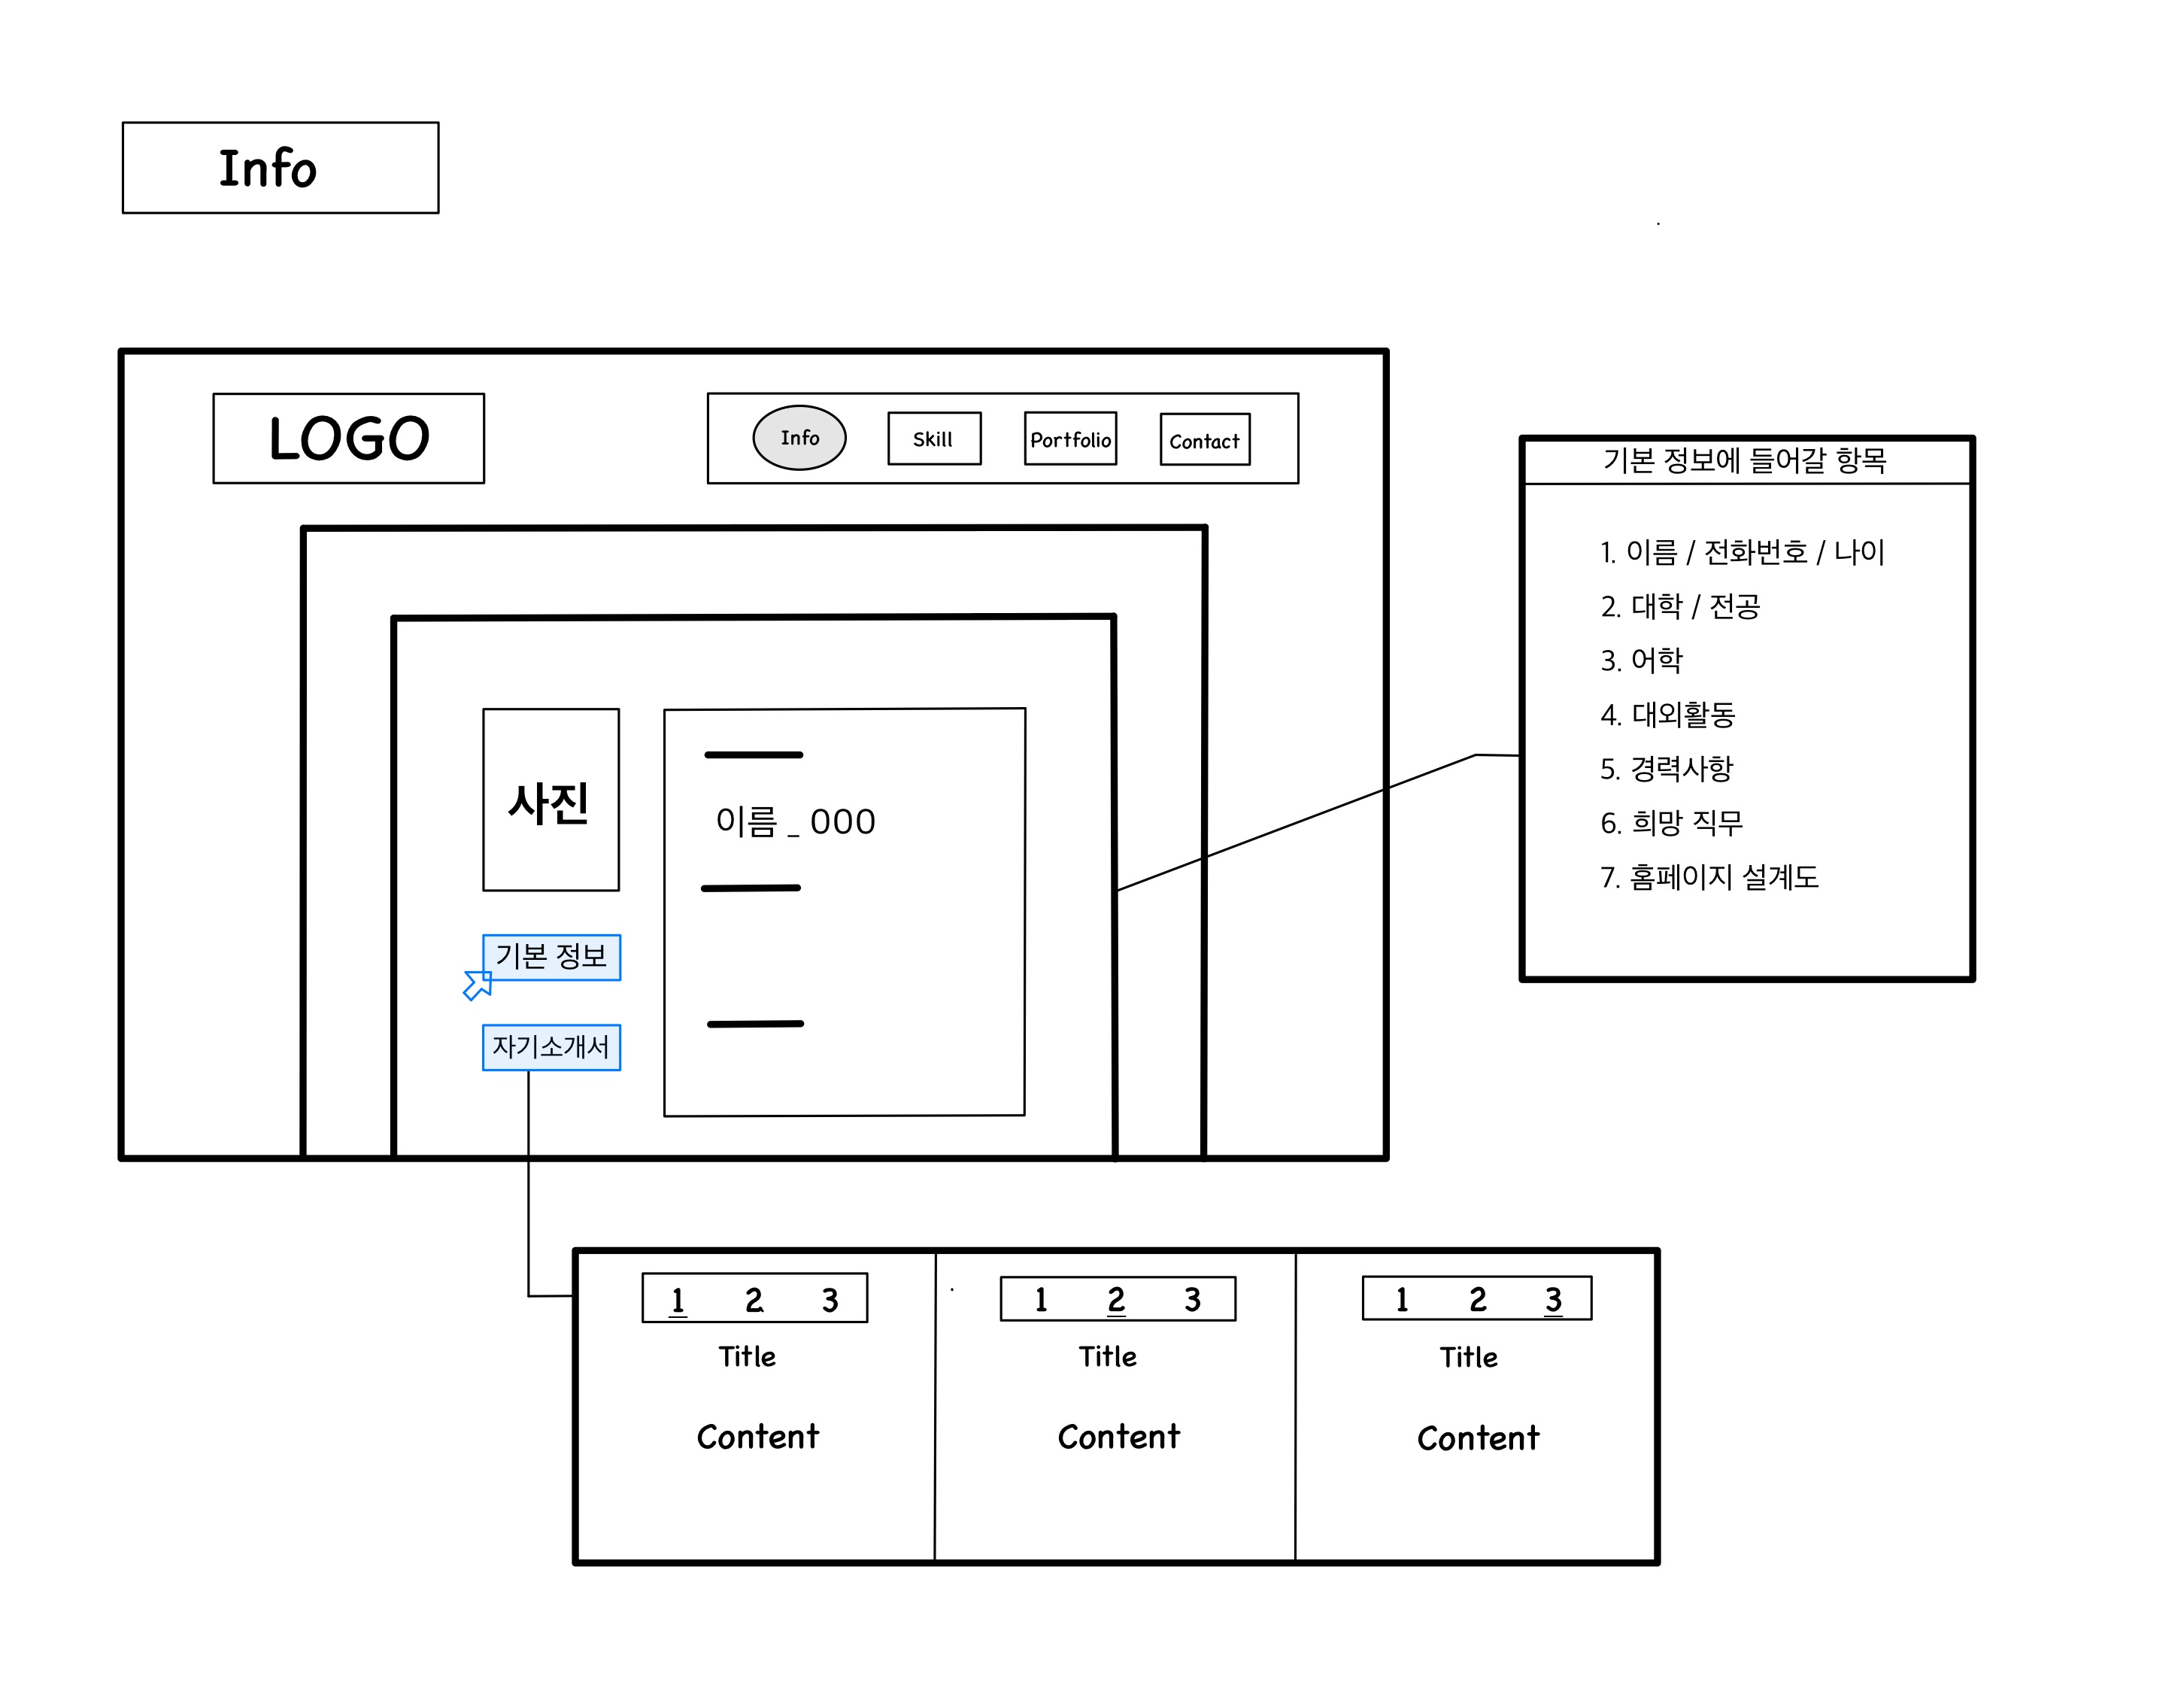 Info
LOGO
Info Skill Portfolio Contact
기본 정보에 들어갈 항목
1. 이름 / 전화번호 / 나이
2. 대학 / 전공
3. 어학
4. 대외활동
5. 경력사항
6. 희망 직무
7. 홈페이지 설계도
사진
이름 _ 000
기본 정보
자기소개서
1 2 3
Title
Content
1 2 3
Title
Content
1 2 3
Title
Content